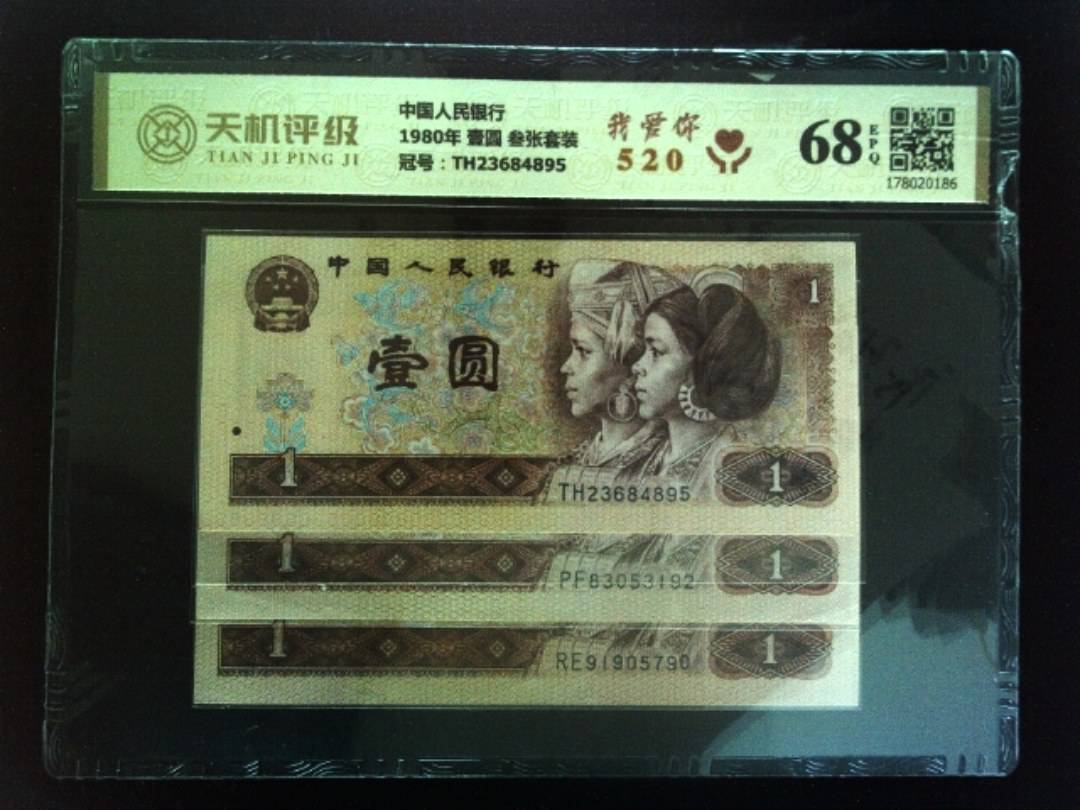 天机评级
TIAN JI PING JI
中国人民银行
1980年 壹圆 叁张套装
冠号：TH23684895
我爱你
520
68
EPQ
178020186
中国人民银行
1
壹圆
1
TH23684895
1
1
PF83053192
1
1
RE91905790
1